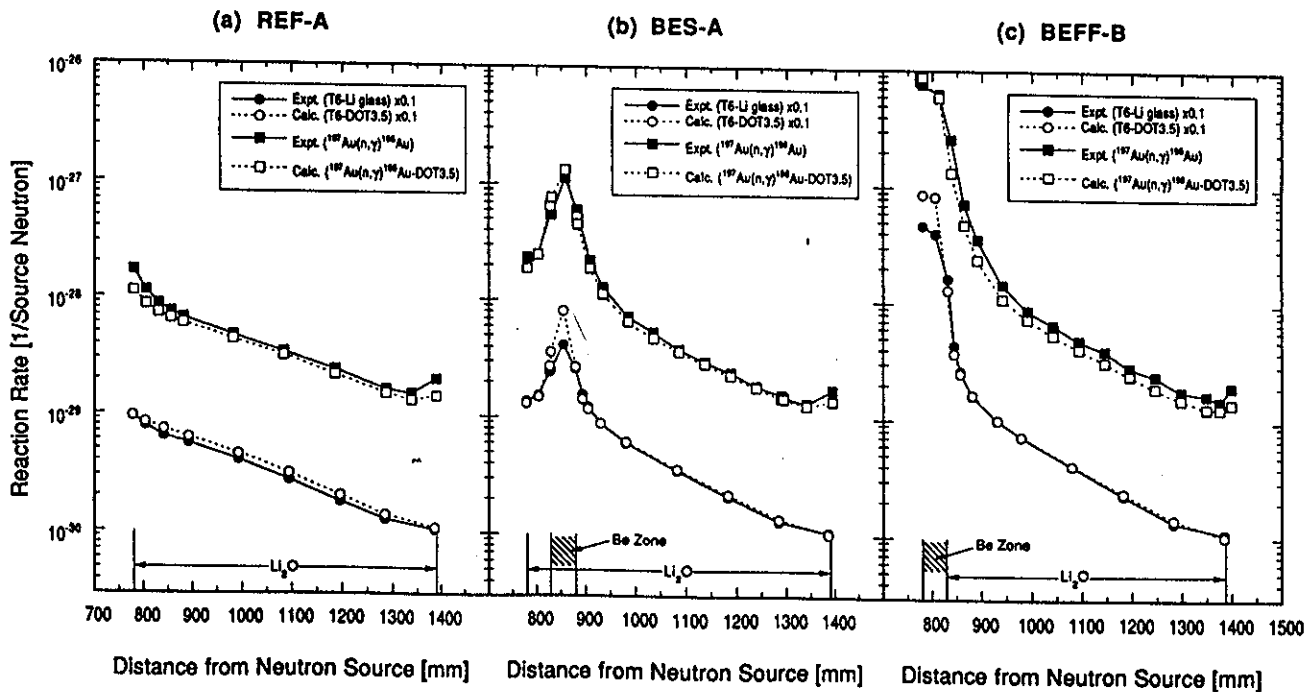 (a) REF-A
(b) BES-A
(c) BEFF-B
Reaction Rate [1/Source Neutron]
10⁻²⁶
10⁻²⁷
10⁻²⁸
10⁻²⁹
10⁻³⁰
Expt. (T6-Li glass) x0.1
Calc. (T6-DOT3.5) x0.1
Expt. (¹⁹⁷Au(n,γ)¹⁹⁸Au)
Calc. (¹⁹⁷Au(n,γ)¹⁹⁸Au-DOT3.5)
Expt. (T6-Li glass) x0.1
Calc. (T6-DOT3.5) x0.1
Expt. (¹⁹⁷Au(n,γ)¹⁹⁸Au)
Calc. (¹⁹⁷Au(n,γ)¹⁹⁸Au-DOT3.5)
Expt. (T6-Li glass) x0.1
Calc. (T6-DOT3.5) x0.1
Expt. (¹⁹⁷Au(n,γ)¹⁹⁸Au)
Calc. (¹⁹⁷Au(n,γ)¹⁹⁸Au-DOT3.5)
Li₂O
Be Zone
Li₂O
Be Zone
Li₂O
700 800 900 1000 1100 1200 1300 1400
800 900 1000 1100 1200 1300 1400
800 900 1000 1100 1200 1300 1400 1500
Distance from Neutron Source [mm]
Distance from Neutron Source [mm]
Distance from Neutron Source [mm]